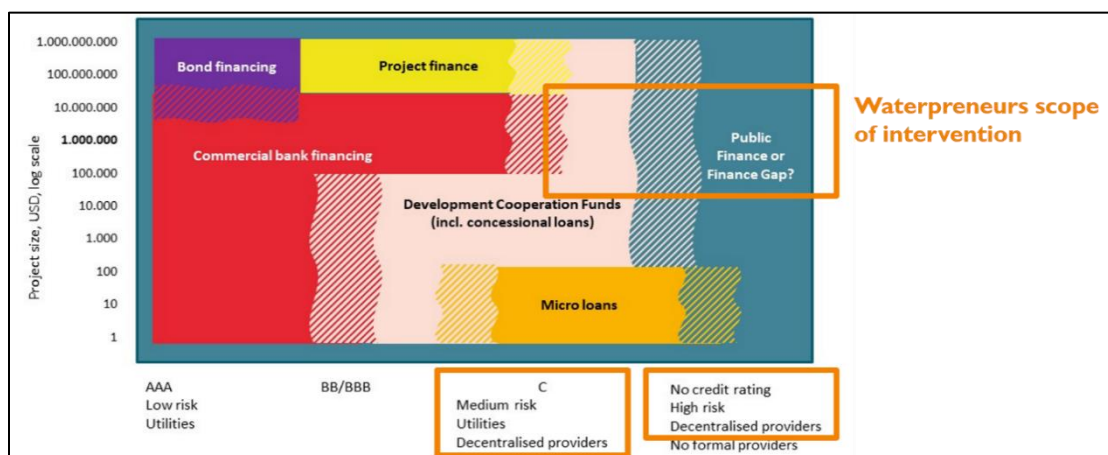 Project size, USD, log scale
1.000.000.000
100.000.000
10.000.000
1.000.000
100.000
10.000
1.000
100
10
1
Bond financing
Project finance
Commercial bank financing
Development Cooperation Funds
(incl. concessional loans)
Micro loans
Public
Finance or
Finance Gap?
Waterpreneurs scope
of intervention
AAA
Low risk
Utilities
BB/BBB
C
Medium risk
Utilities
Decentralised providers
No credit rating
High risk
Decentralised providers
No formal providers